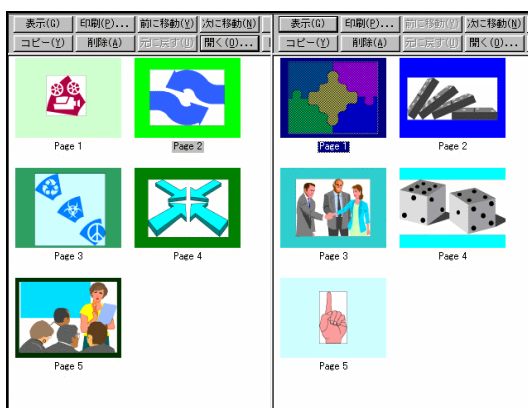 表示(G) 印刷(P)... 前に移動(Y) 次に移動(N)
コピー(Y) 削除(A) 元に戻す(U) 開く(O)...
Page 1 Page 2
Page 3 Page 4
Page 5
表示(G) 印刷(P)... 前に移動(Y) 次に移動(N)
コピー(Y) 削除(A) 元に戻す(U) 開く(O)...
Page 1 Page 2
Page 3 Page 4
Page 5